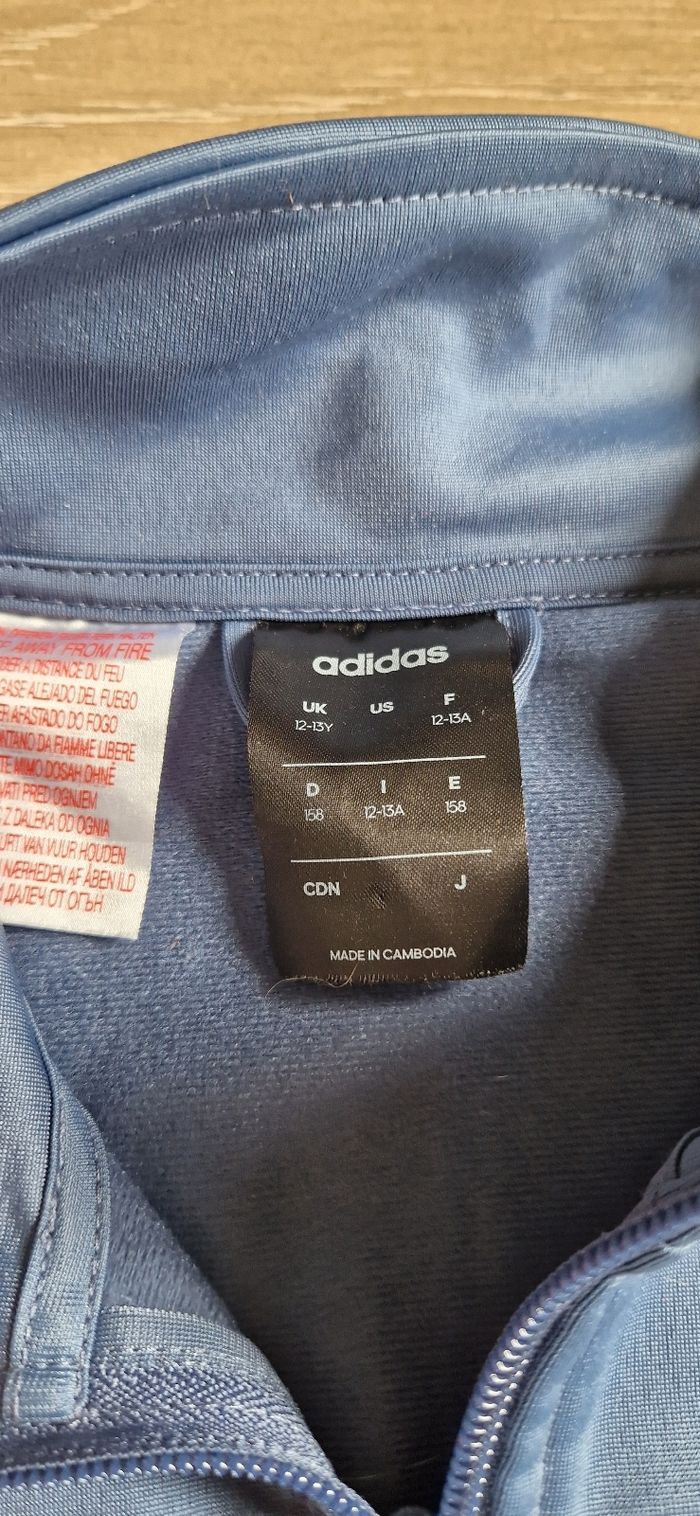 AWAY FROM FIRE
A DISTANCE DU FEU
ALEJADO DEL FUEGO
AFASTADO DO FOGO
DA FIAMME LIBERE
MIMO DOSAH OHNĚ
PRED OGNJEM
Z DALEKA OD OGNIA
VUUR HOUDEN
NÆRHEDEN AF ÅBEN ILD
ДАЛЕЧ ОТ ОГЪН
adidas
UK US F
12-13Y 12-13A
D I E
158 12-13A 158
CDN J
MADE IN CAMBODIA